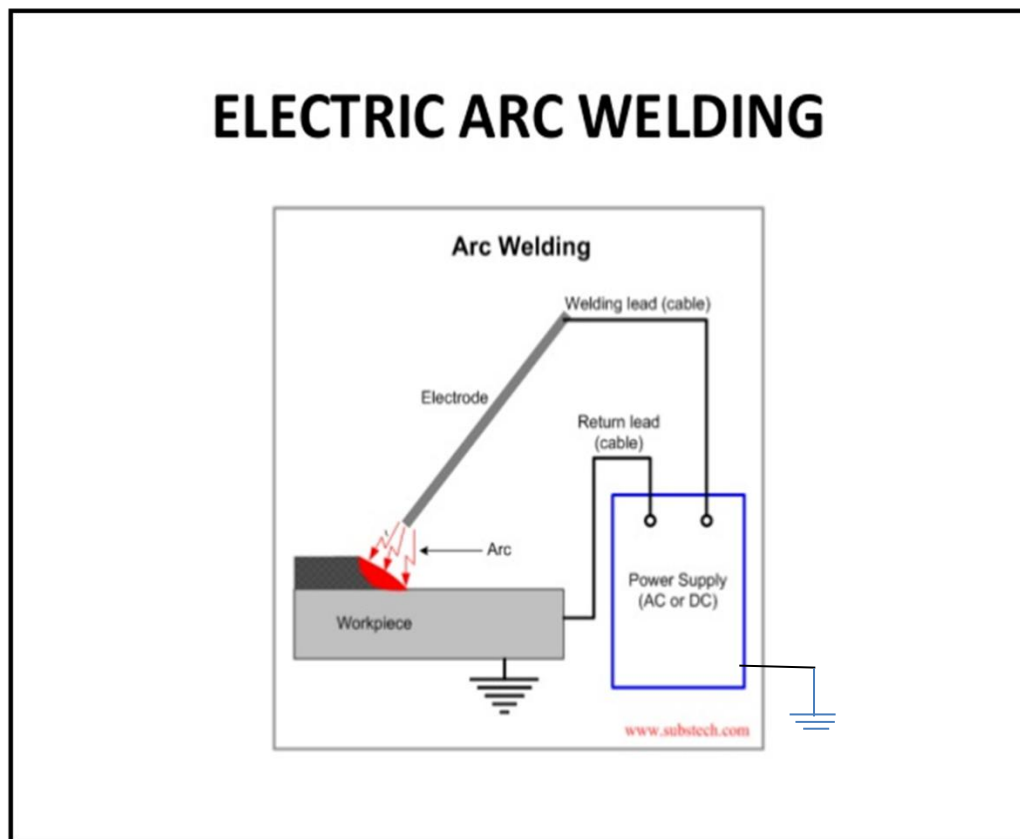 ELECTRIC ARC WELDING
Arc Welding
Welding lead (cable)
Electrode
Return lead
(cable)
Arc
Power Supply
(AC or DC)
Workpiece
www.substech.com